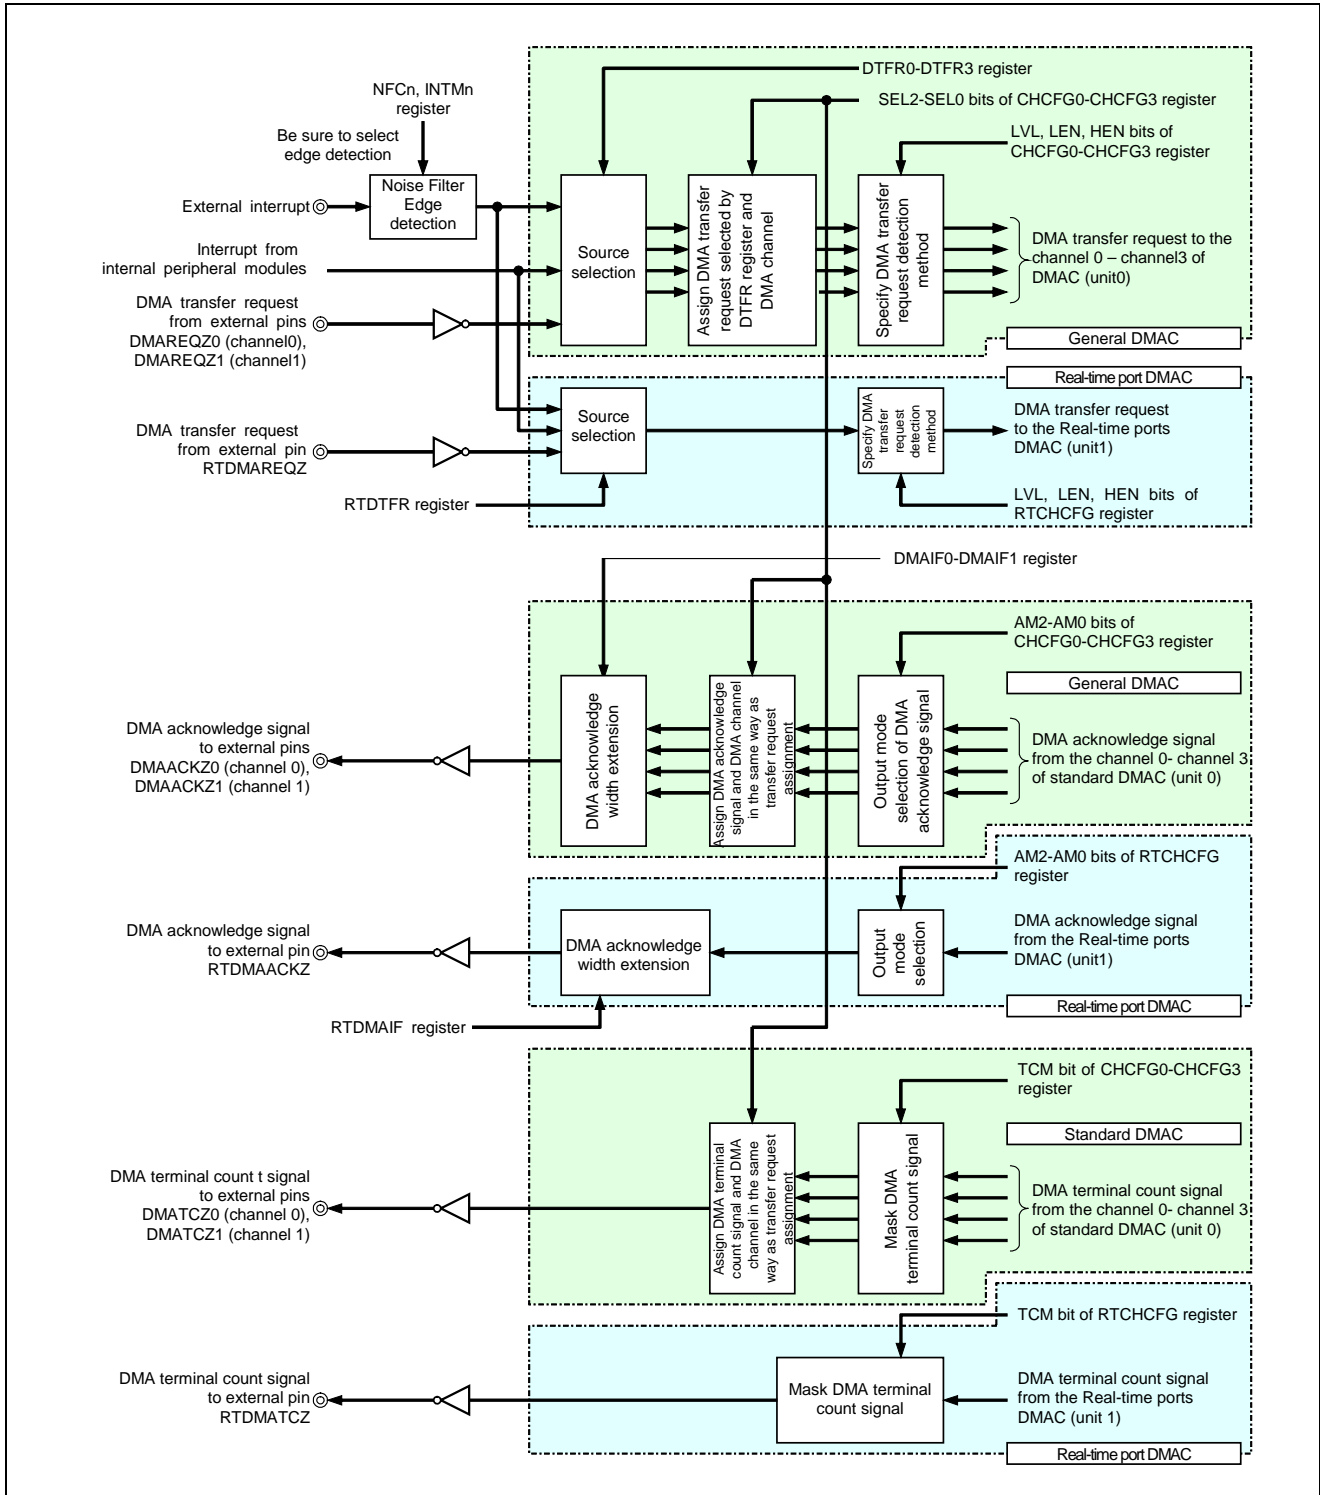 DTFR0-DTFR3 register
NFCn, INTMn
register
SEL2-SEL0 bits of CHCFG0-CHCFG3 register
Be sure to select
edge detection
LVL, LEN, HEN bits of
CHCFG0-CHCFG3
register
External interrupt
Noise Filter
Edge
detection
Interrupt from
internal peripheral modules
DMA transfer request
from external pins
DMAREQZ0 (channel0),
DMAREQZ1 (channel1)
Source
selection
Assign DMA transfer
request selected by
DTFR register and
DMA channel
Specify DMA transfer
request detection
method
DMA transfer request to the
channel 0 – channel3 of
DMAC (unit0)
General DMAC
Real-time port DMAC
DMA transfer request
from external pin
RTDMAREQZ
Source
selection
Specify DMA
transfer
request
detection
method
DMA transfer request
to the Real-time ports
DMAC (unit1)
RTDTFR register
LVL, LEN, HEN bits of
RTCHCFG register
DMAIF0-DMAIF1 register
AM2-AM0 bits of
CHCFG0-CHCFG3 register
General DMAC
DMA acknowledge signal
to external pins
DMAACKZ0 (channel 0),
DMAACKZ1 (channel 1)
DMA acknowledge
width extension
Assign DMA acknowledge
signal and DMA channel
in the same way as
transfer request
assignment
Output mode
selection of DMA
acknowledge signal
DMA acknowledge signal
from the channel 0- channel 3
of standard DMAC (unit 0)
AM2-AM0 bits of RTCHCFG
register
DMA acknowledge signal
to external pin
RTDMAACKZ
DMA acknowledge
width extension
Output
mode
selection
DMA acknowledge signal
from the Real-time ports
DMAC (unit1)
Real-time port DMAC
RTDMAIF register
TCM bit of CHCFG0-CHCFG3
register
Standard DMAC
DMA terminal count t signal
to external pins
DMATCZ0 (channel 0),
DMATCZ1 (channel 1)
Assign DMA terminal
count signal and DMA
channel in the same
way as transfer request
assignment
Mask DMA
terminal count signal
DMA terminal count signal
from the channel 0- channel 3
of standard DMAC (unit 0)
TCM bit of RTCHCFG register
DMA terminal count signal
to external pin
RTDMATCZ
Mask DMA terminal
count signal
DMA terminal count signal
from the Real-time ports
DMAC (unit 1)
Real-time port DMAC